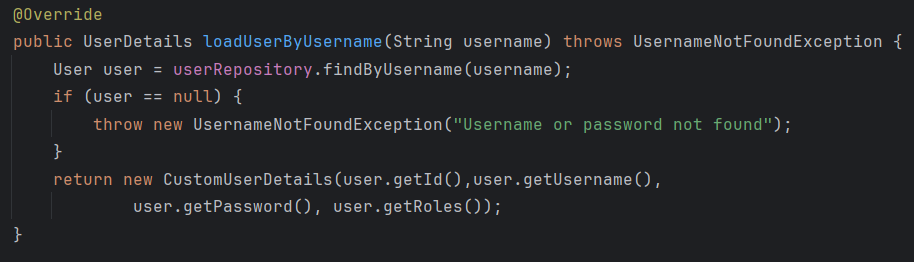 @Override
public UserDetails loadUserByUsername(String username) throws UsernameNotFoundException {
User user = userRepository.findByUsername(username);
if (user == null) {
throw new UsernameNotFoundException("Username or password not found");
}
return new CustomUserDetails(user.getId(),user.getUsername(),
user.getPassword(), user.getRoles());
}